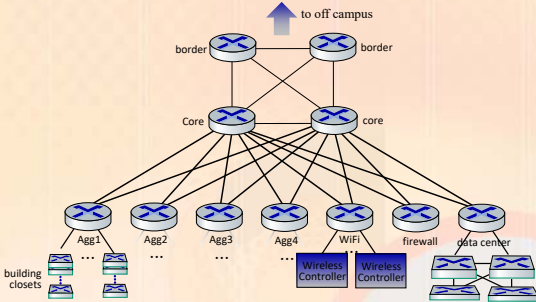 to off campus
border
border
Core
core
Agg1
Agg2
Agg3
Agg4
WiFi
firewall
data center
...
...
...
...
...
building
closets
Wireless
Controller
Wireless
Controller